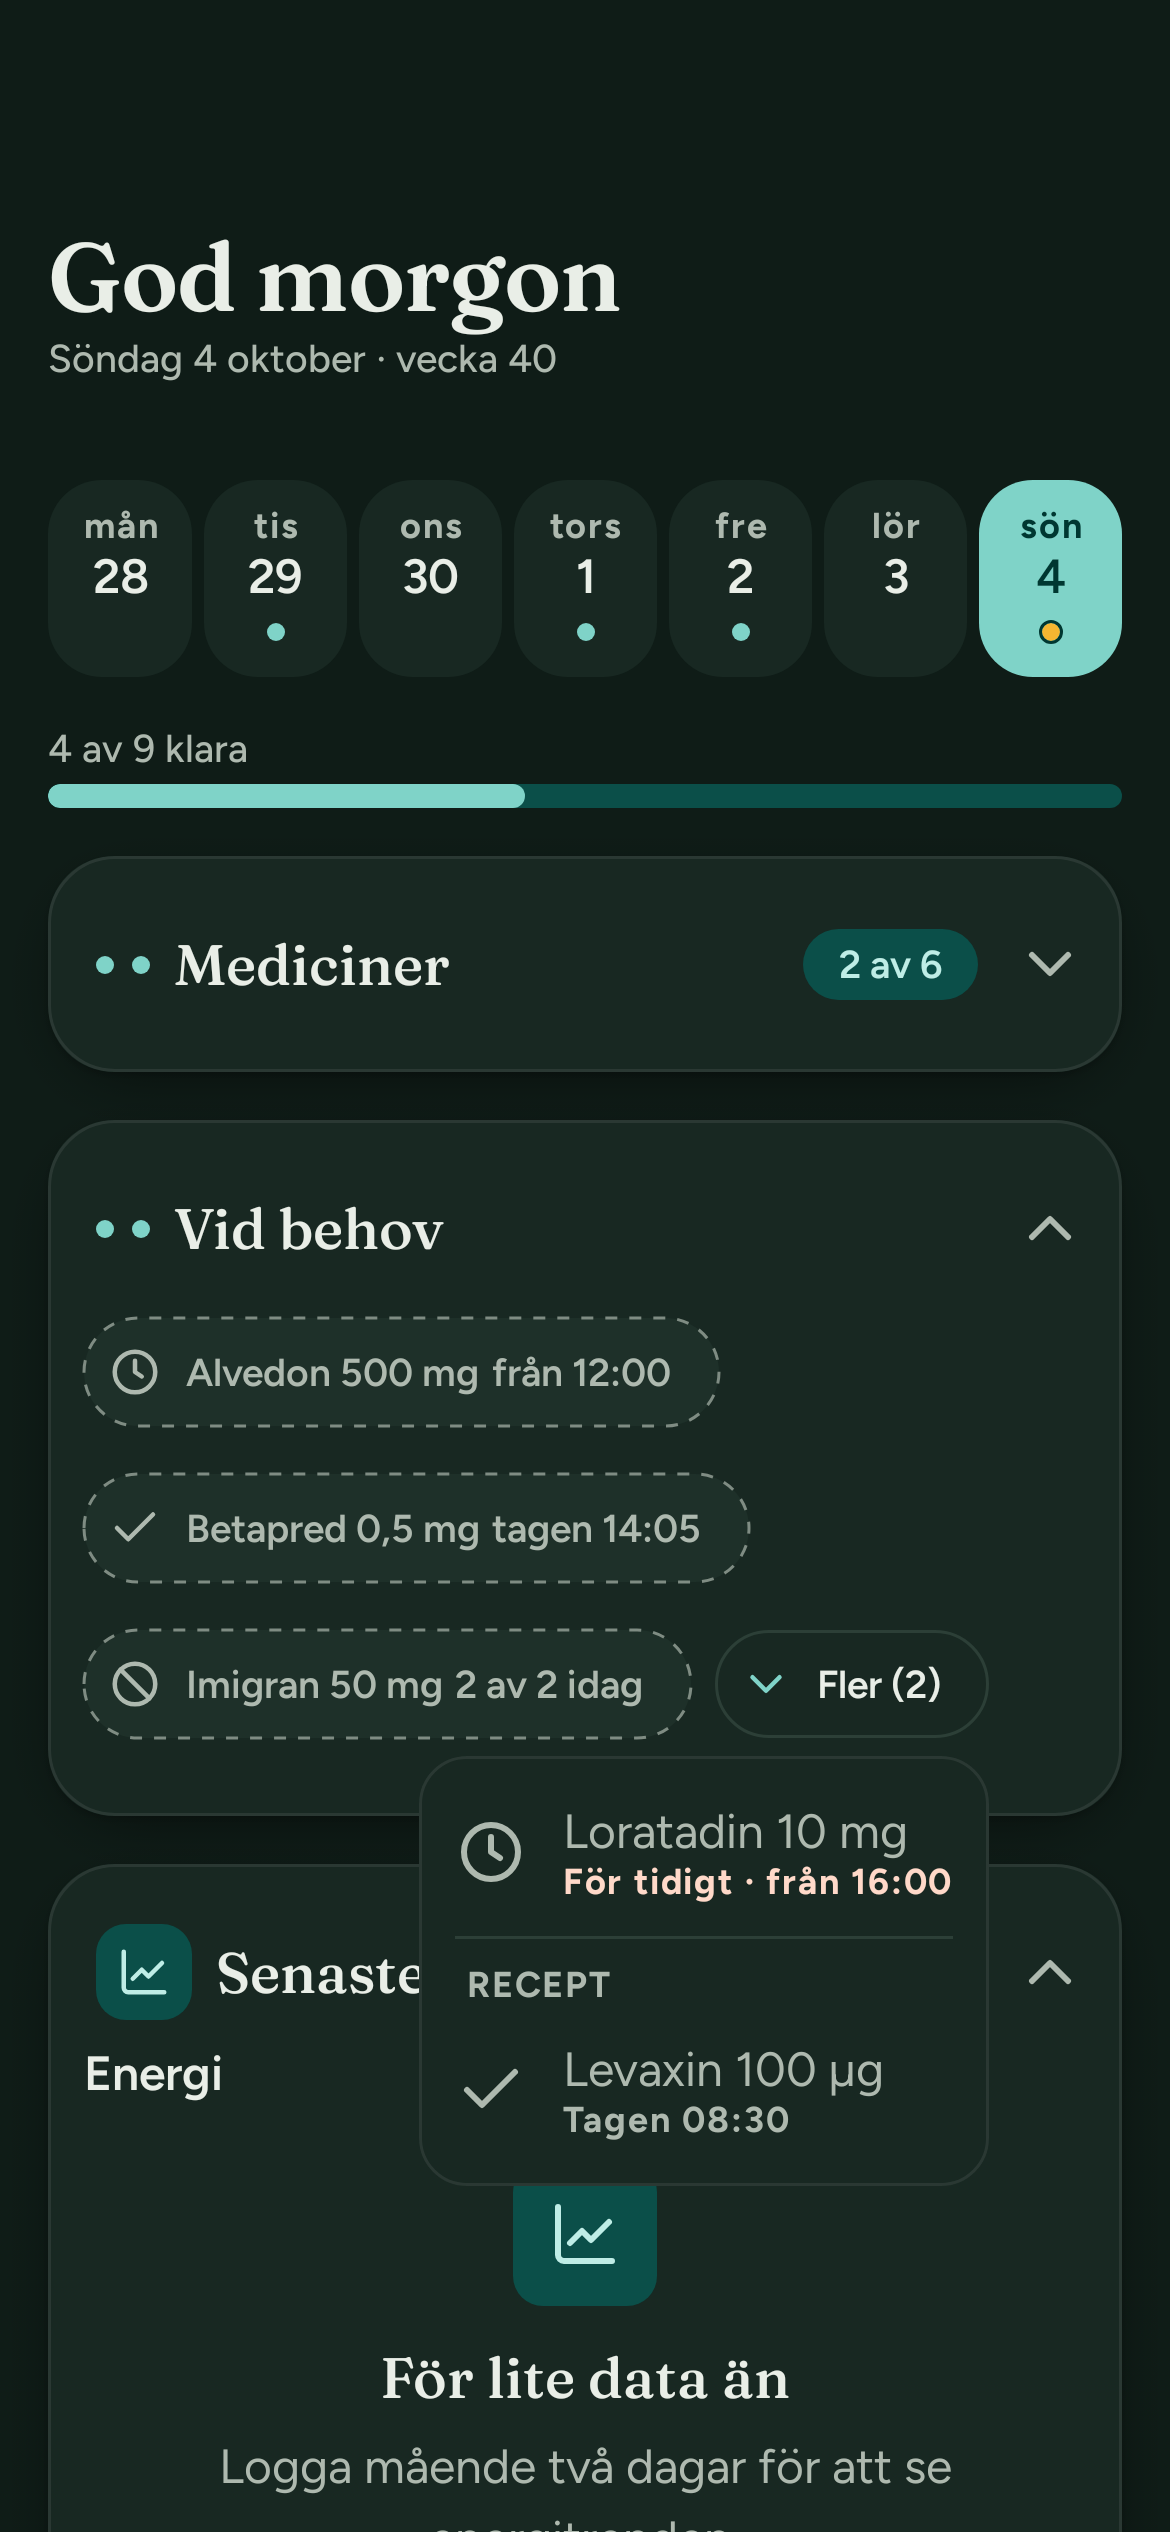 God morgon
Söndag 4 oktober · vecka 40
mån tis ons tors fre lör sön
28 29 30 1 2 3 4
4 av 9 klara
Mediciner 2 av 6
Vid behov
Alvedon 500 mg från 12:00
Betapred 0,5 mg tagen 14:05
Imigran 50 mg 2 av 2 idag
Fler (2)
Loratadin 10 mg
För tidigt · från 16:00
Senaste
RECEPT
Energi
Levaxin 100 µg
Tagen 08:30
För lite data än
Logga mående två dagar för att se